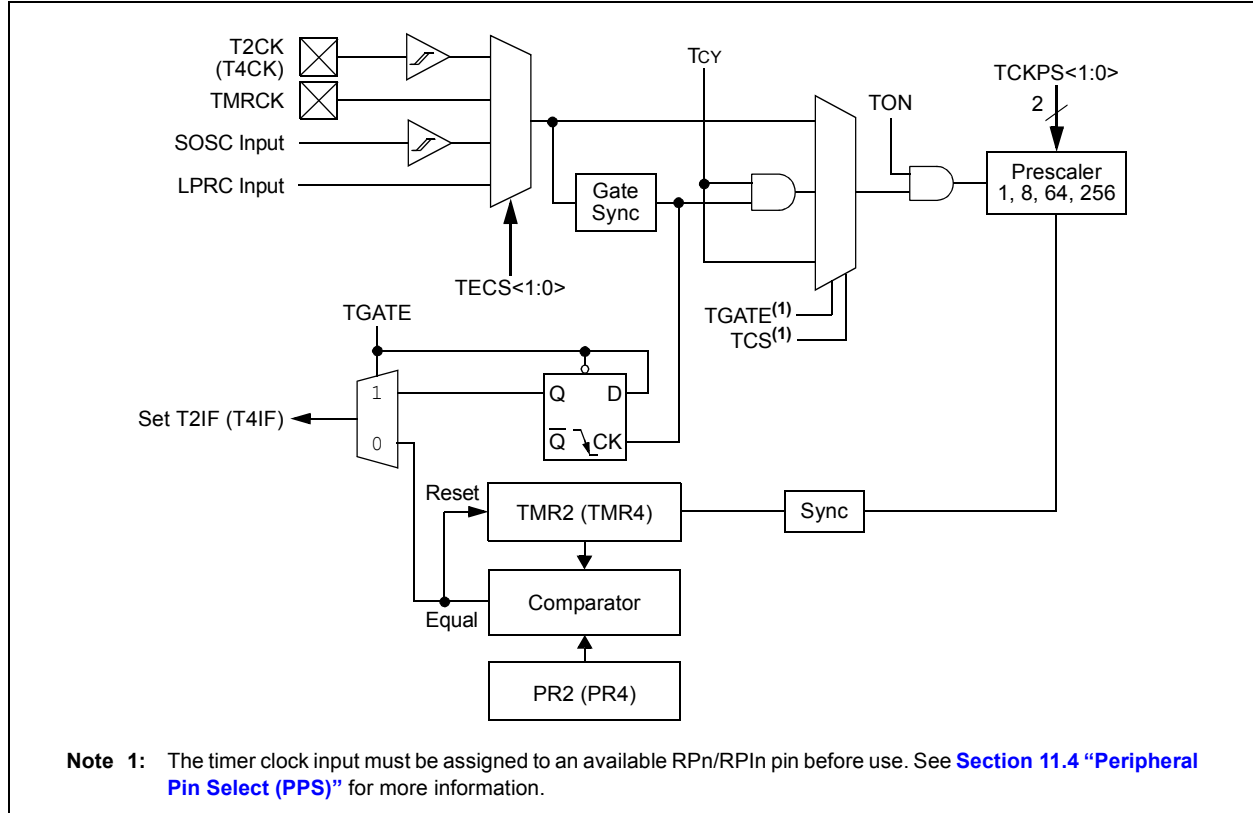 T2CK
(T4CK)
TMRCK
SOSC Input
LPRC Input
TECS<1:0>
Gate
Sync
TCY
TGATE(1)
TCS(1)
TON
TCKPS<1:0>
2
Prescaler
1, 8, 64, 256
TGATE
1
0
Set T2IF (T4IF)
Q D
Q CK
Reset
TMR2 (TMR4)
Sync
Equal
Comparator
PR2 (PR4)
Note 1: The timer clock input must be assigned to an available RPn/RPIn pin before use. See Section 11.4 “Peripheral
Pin Select (PPS)” for more information.